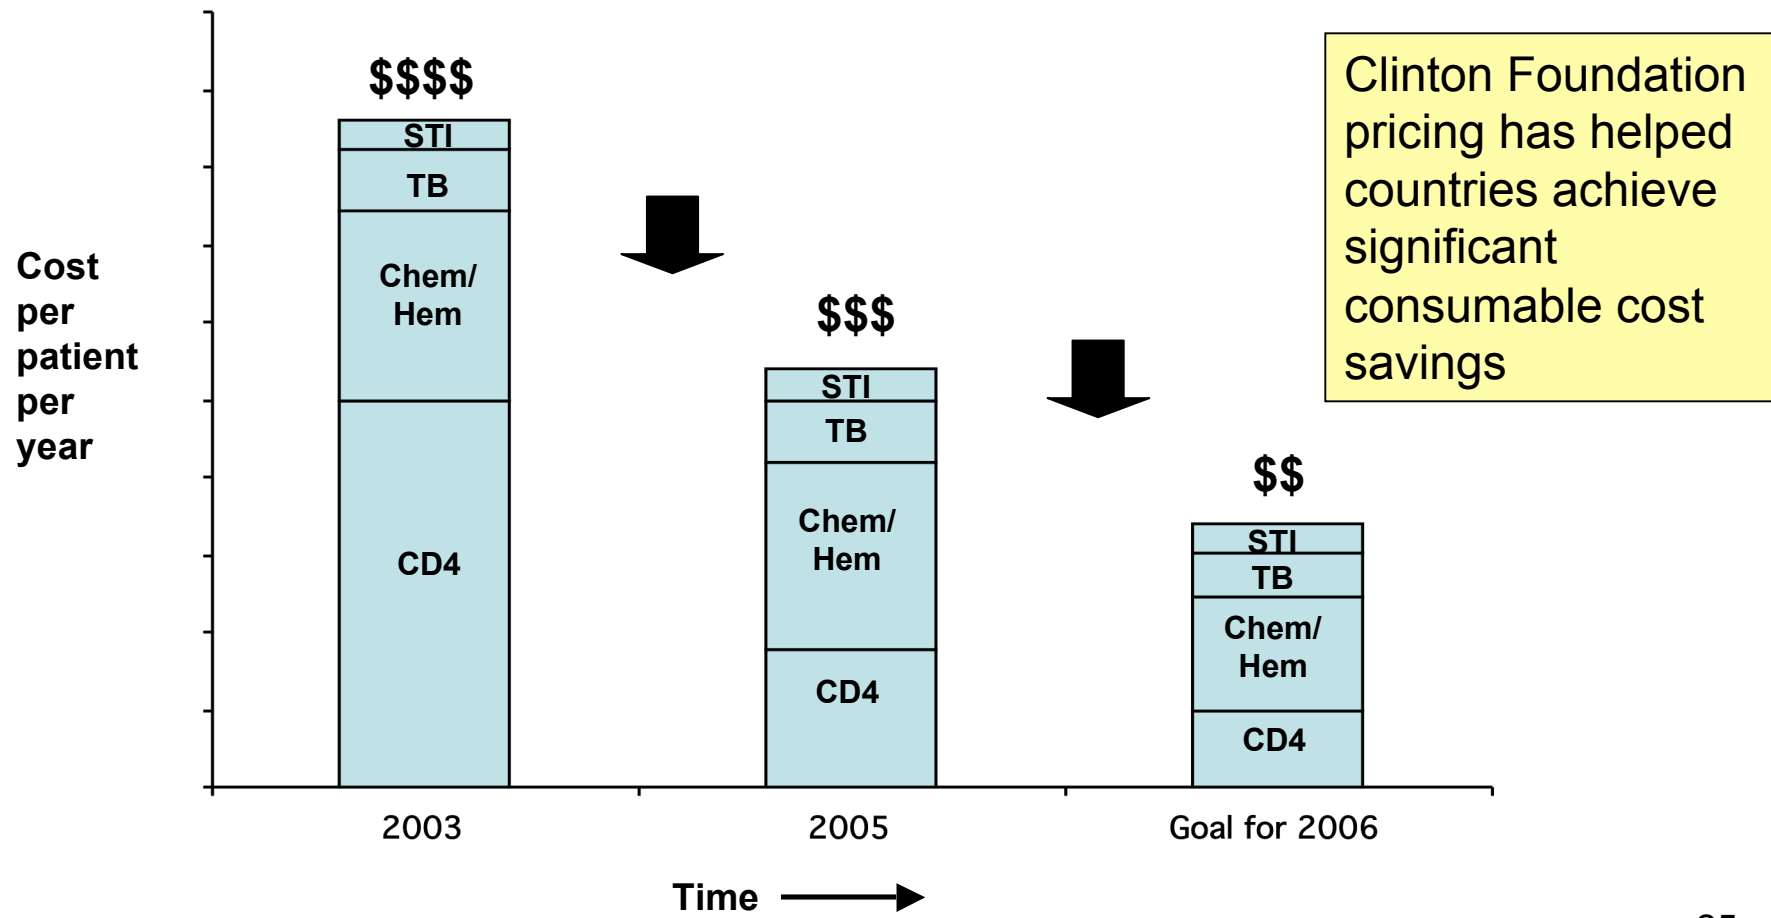 Clinton Foundation
pricing has helped
countries achieve
significant
consumable cost
savings
Cost
per
patient
per
year
$$$$
STI
TB
Chem/
Hem
CD4
$$$
STI
TB
Chem/
Hem
CD4
$$
STI
TB
Chem/
Hem
CD4
2003
2005
Goal for 2006
Time